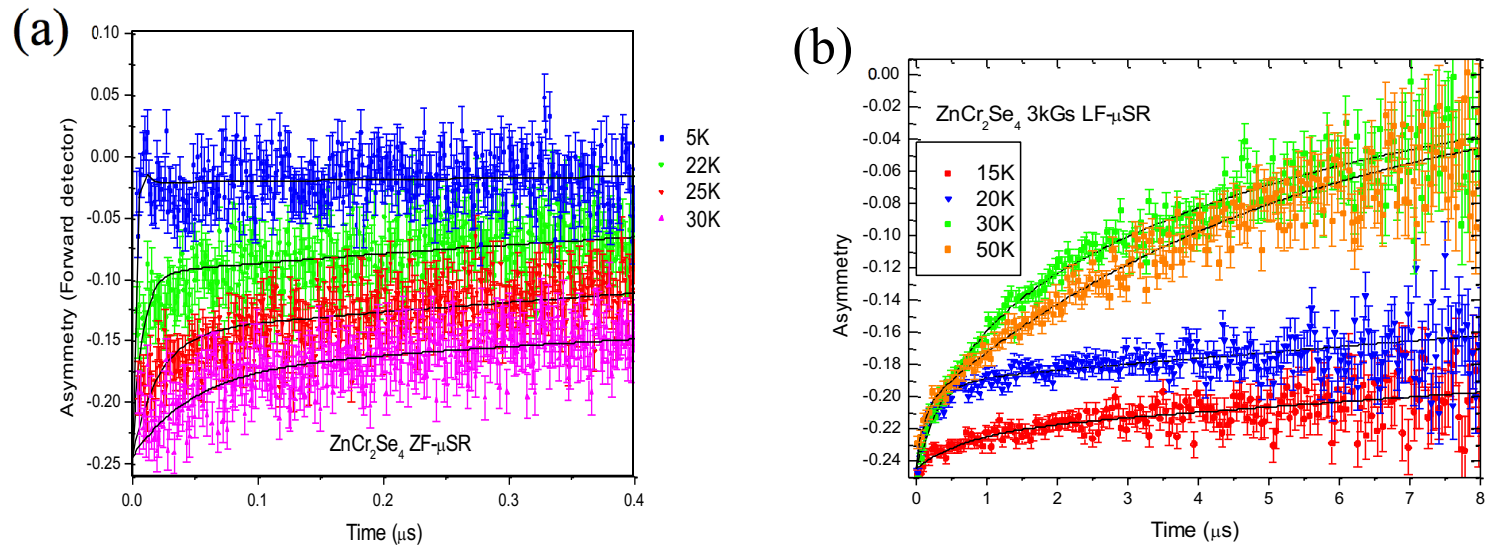 (a)
Asymmetry (Forward detector)
0.10
0.05
0.00
-0.05
-0.10
-0.15
-0.20
-0.25
0.0
0.1
0.2
0.3
0.4
Time (μs)
ZnCr2Se4 ZF-μSR
5K
22K
25K
30K
(b)
Asymmetry
0.00
-0.02
-0.04
-0.06
-0.08
-0.10
-0.12
-0.14
-0.16
-0.18
-0.20
-0.22
-0.24
0
1
2
3
4
5
6
7
8
Time (μs)
ZnCr2Se4 3kGs LF-μSR
15K
20K
30K
50K